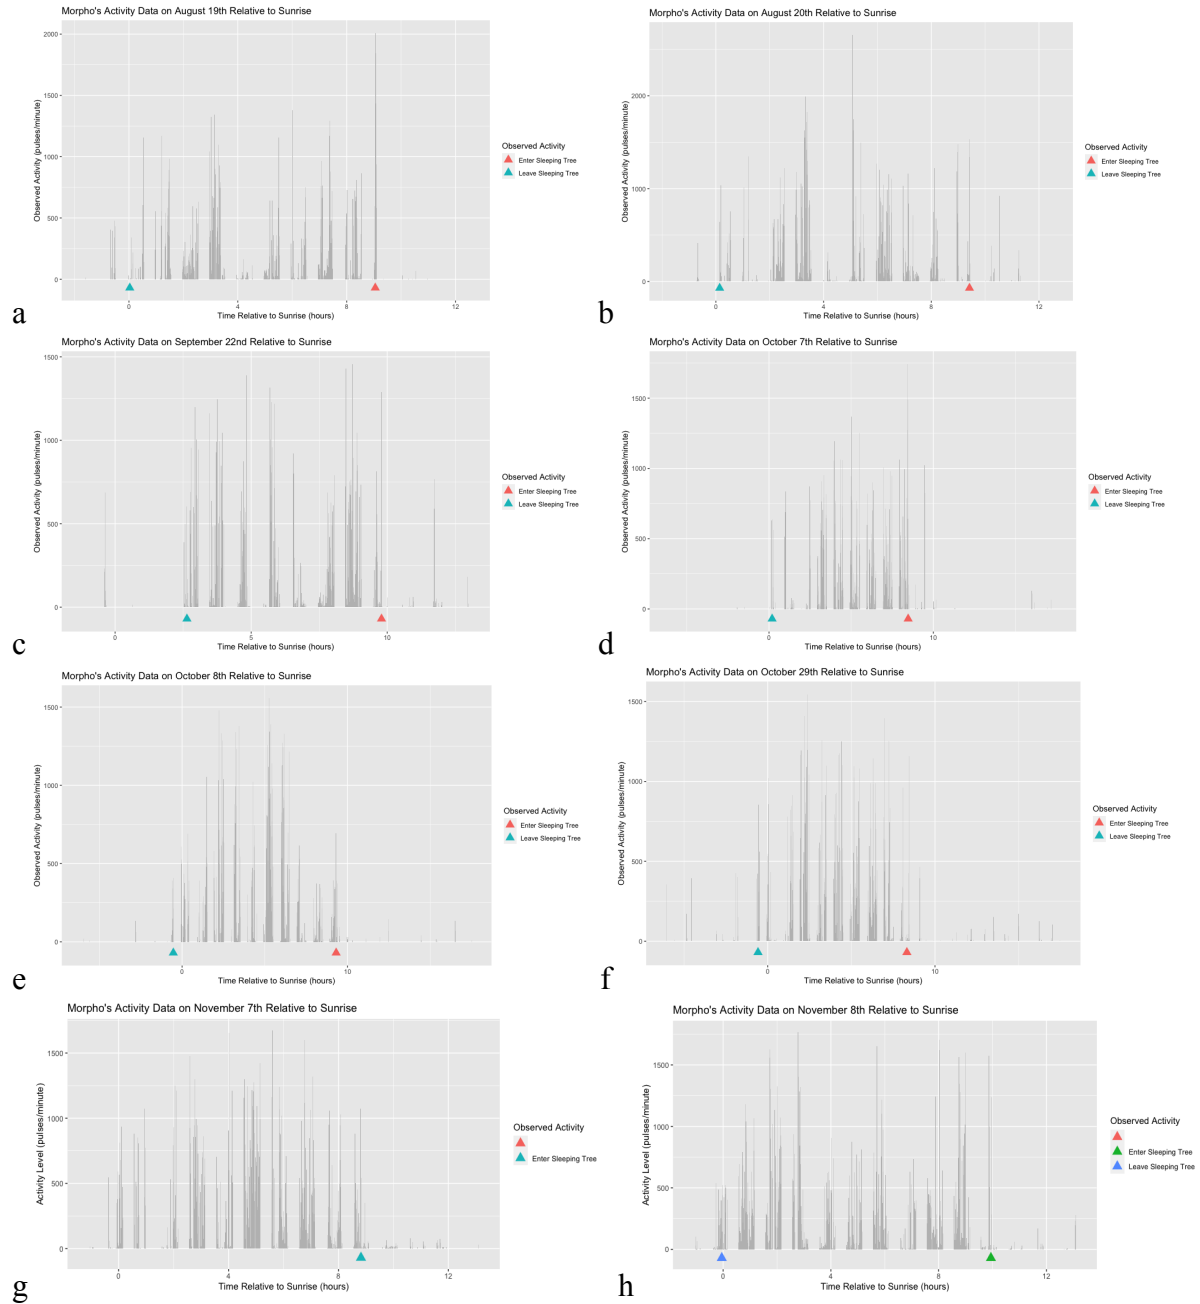 Morpho's Activity Data on August 19th Relative to Sunrise
2000
1500
1000
500
0
Observed Activity (pulses/minute)
0 4 8 12
Time Relative to Sunrise (hours)
Observed Activity
Enter Sleeping Tree
Leave Sleeping Tree
a
Morpho's Activity Data on August 20th Relative to Sunrise
2000
1000
0
Observed Activity (pulses/minute)
0 4 8 12
Time Relative to Sunrise (hours)
Observed Activity
Enter Sleeping Tree
Leave Sleeping Tree
b
Morpho's Activity Data on September 22nd Relative to Sunrise
1500
1000
500
0
Observed Activity (pulses/minute)
0 5 10
Time Relative to Sunrise (hours)
Observed Activity
Enter Sleeping Tree
Leave Sleeping Tree
c
Morpho's Activity Data on October 7th Relative to Sunrise
1500
1000
500
0
Observed Activity (pulses/minute)
0 10
Time Relative to Sunrise (hours)
Observed Activity
Enter Sleeping Tree
Leave Sleeping Tree
d
Morpho's Activity Data on October 8th Relative to Sunrise
1500
1000
500
0
Observed Activity (pulses/minute)
0 10
Time Relative to Sunrise (hours)
Observed Activity
Enter Sleeping Tree
Leave Sleeping Tree
e
Morpho's Activity Data on October 29th Relative to Sunrise
1500
1000
500
0
Observed Activity (pulses/minute)
0 10
Time Relative to Sunrise (hours)
Observed Activity
Enter Sleeping Tree
Leave Sleeping Tree
f
Morpho's Activity Data on November 7th Relative to Sunrise
1500
1000
500
0
Activity Level (pulses/minute)
0 4 8 12
Time Relative to Sunrise (hours)
Observed Activity
Enter Sleeping Tree
g
Morpho's Activity Data on November 8th Relative to Sunrise
1500
1000
500
0
Activity Level (pulses/minute)
0 4 8 12
Time Relative to Sunrise (hours)
Observed Activity
Enter Sleeping Tree
Leave Sleeping Tree
h